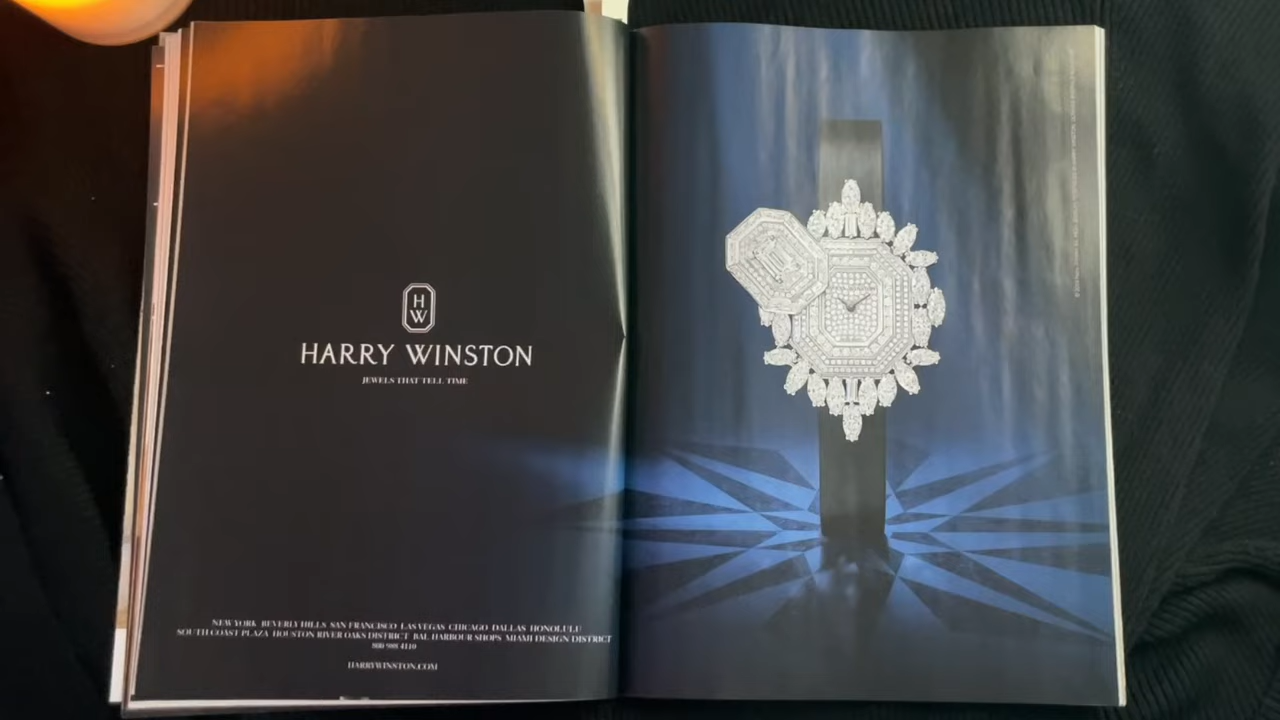 H
W
HARRY WINSTON
JEWELS THAT TELL TIME
NEW YORK BEVERLY HILLS SAN FRANCISCO LAS VEGAS CHICAGO DALLAS HONOLULU
SOUTH COAST PLAZA HOUSTON RIVER OAKS DISTRICT BAL HARBOUR SHOPS MIAMI DESIGN DISTRICT
800 988 4110
HARRYWINSTON.COM